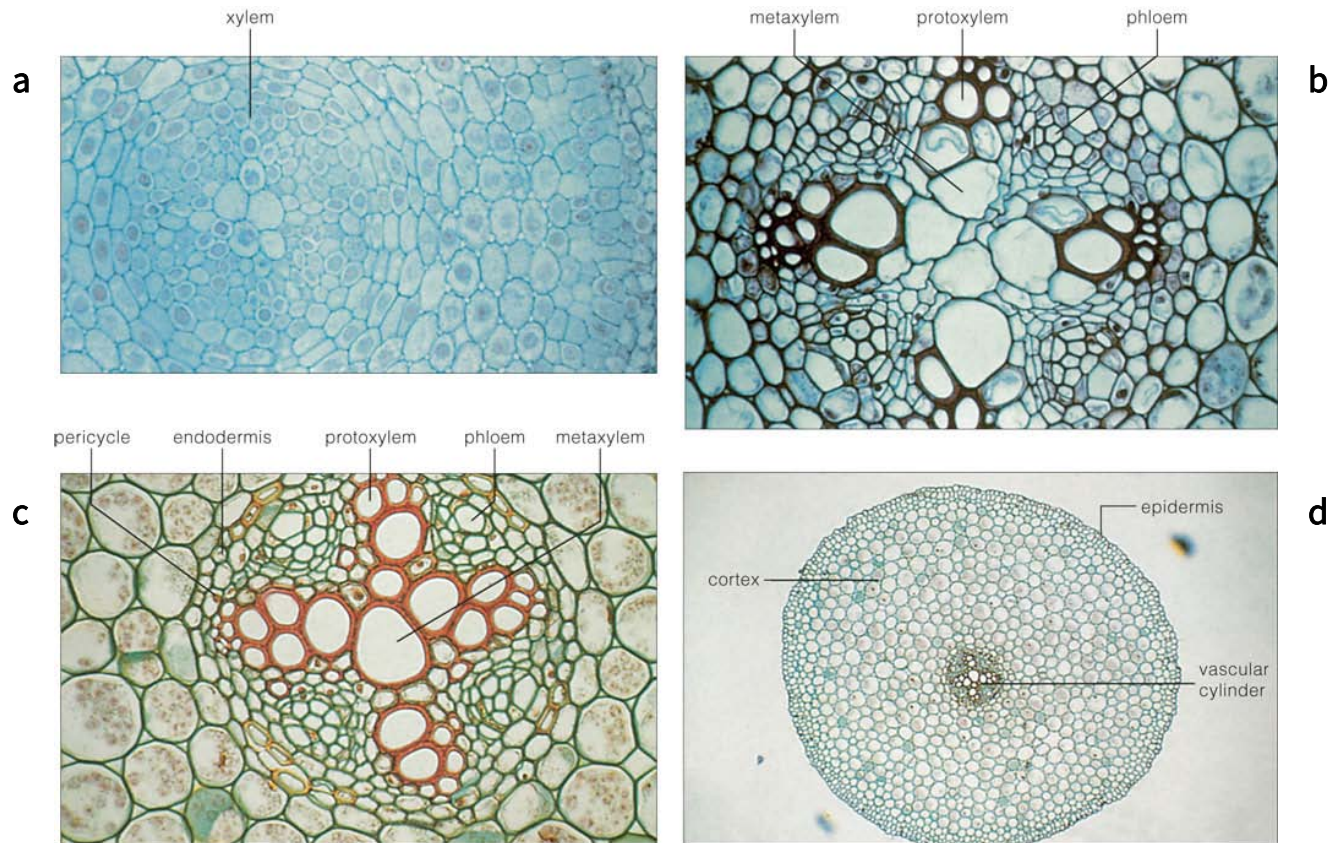 xylem
a
metaxylem protoxylem phloem
b
pericycle endodermis protoxylem phloem metaxylem
c
epidermis
cortex
vascular
cylinder
d